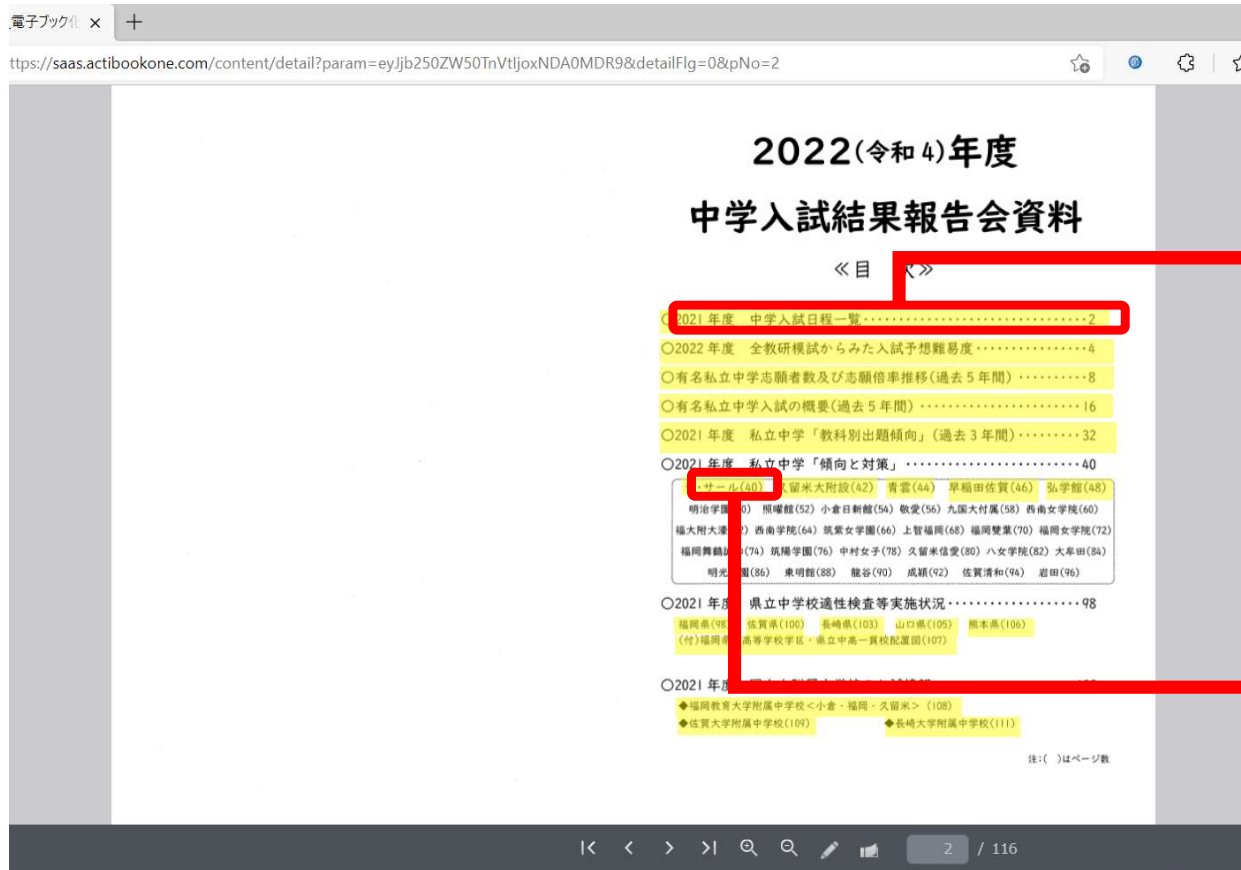 電子ブック化
ttps://saas.actibookone.com/content/detail?param=eyJjb250ZW50TnVtIjoxNDA0MDR9&detailFlg=0&pNo=2
2022(令和4)年度
中学入試結果報告会資料
≪目 次≫
○2021年度 中学入試日程一覧・・・・・・・・・・・・・・・・・・・・・・・・・・・・・・・・2
○2022年度 全教研模試からみた入試予想難易度・・・・・・・・・・・・・・・・4
○有名私立中学志願者数及び志願倍率推移(過去5年間)・・・・・・・・・・8
○有名私立中学入試の概要(過去5年間)・・・・・・・・・・・・・・・・・・・・・・・16
○2021年度 私立中学「教科別出題傾向」(過去3年間)・・・・・・・・・32
○2021年度 私立中学「傾向と対策」・・・・・・・・・・・・・・・・・・・・・・・・・40
・サール(40) 久留米大附設(42) 青雲(44) 早稲田佐賀(46) 弘学館(48)
明治学園 0) 照曜館(52) 小倉日新館(54) 敬愛(56) 九国大付属(58) 西南女学院(60)
福大附大濠 2) 西南学院(64) 筑紫女学園(66) 上智福岡(68) 福岡雙葉(70) 福岡女学院(72)
福岡舞鶴 (74) 筑陽学園(76) 中村女子(78) 久留米信愛(80) 八女学院(82) 大牟田(84)
明光 園(86) 東明館(88) 龍谷(90) 成穎(92) 佐賀清和(94) 岩田(96)
○2021年度 県立中学校適性検査等実施状況・・・・・・・・・・・・・・・・・・・98
福岡県(98) 佐賀県(100) 長崎県(103) 山口県(105) 熊本県(106)
(付)福岡県 高等学校学区・県立中高一貫校配置図(107)
○2021年度
◆福岡教育大学附属中学校<小倉・福岡・久留米>(108)
◆佐賀大学附属中学校(109) ◆長崎大学附属中学校(111)
注:( )はページ数
2 / 116